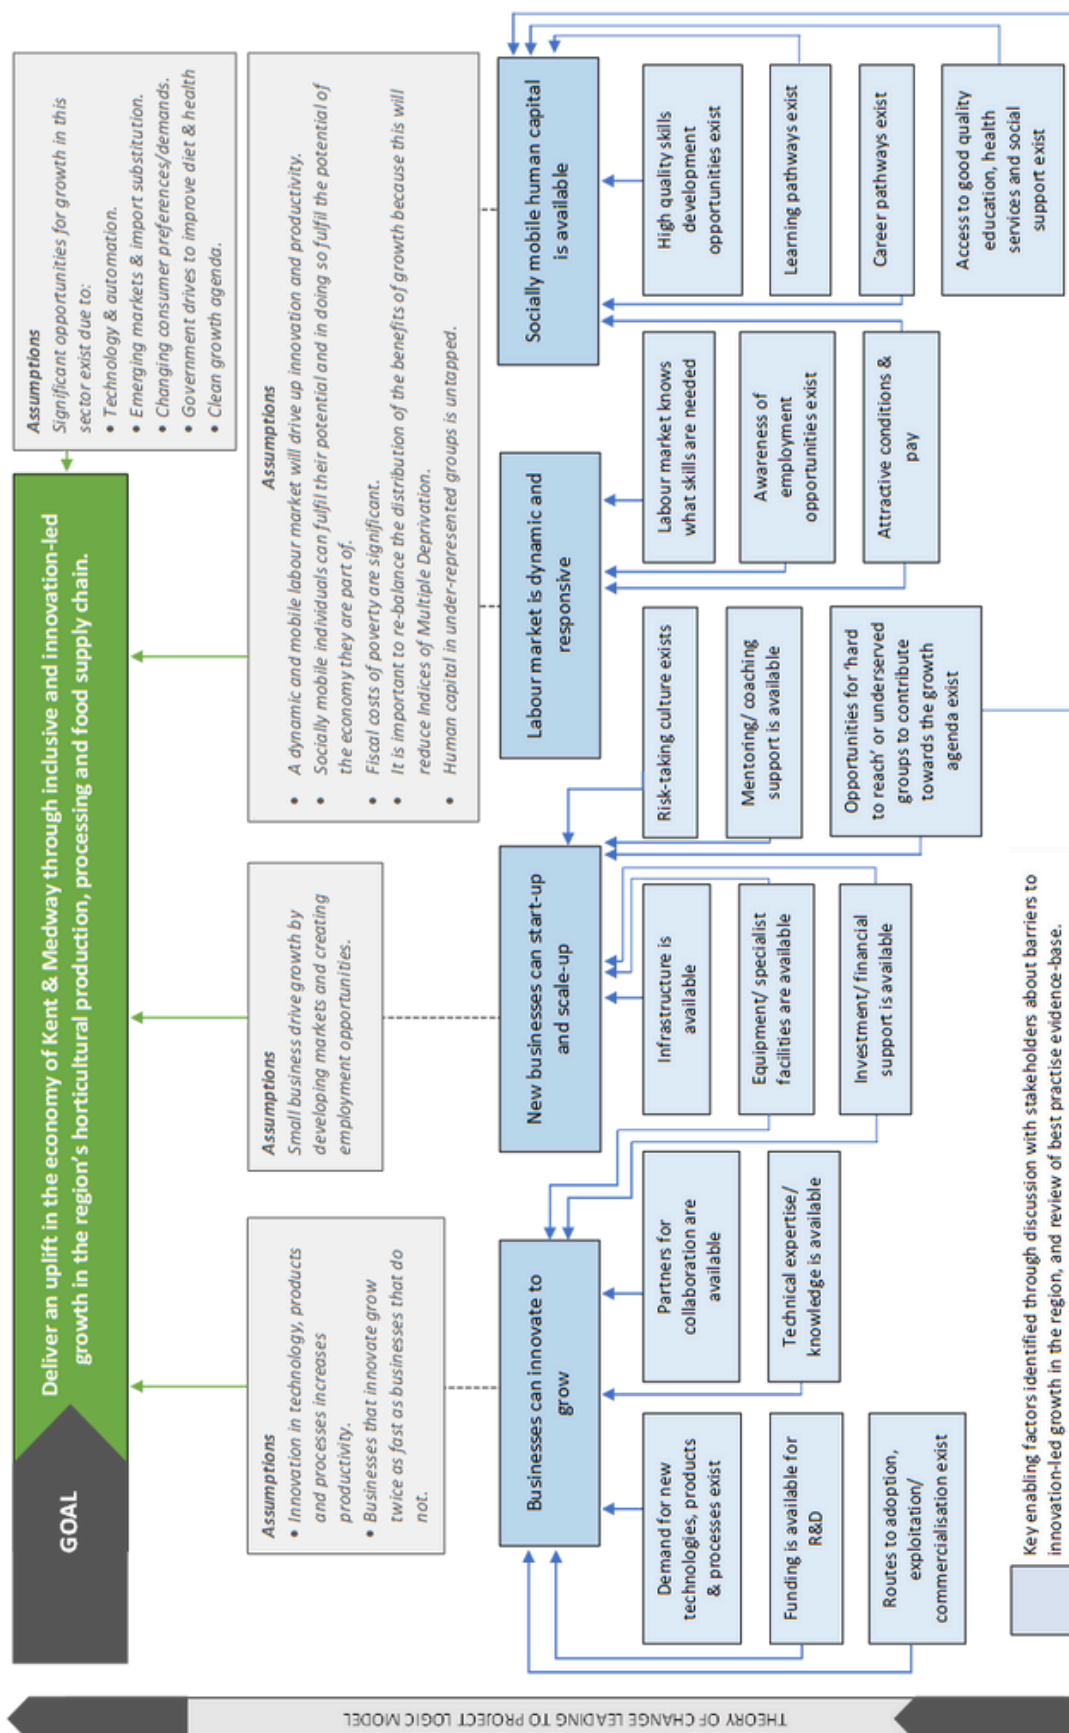 GOAL
Deliver an uplift in the economy of Kent & Medway through inclusive and innovation-led
growth in the region's horticultural production, processing and food supply chain.
Assumptions
Significant opportunities for growth in this
sector exist due to:
• Technology & automation.
• Emerging markets & import substitution.
• Changing consumer preferences/demands.
• Government drives to improve diet & health
• Clean growth agenda.
Assumptions
• Innovation in technology, products
and processes increases
productivity.
• Businesses that innovate grow
twice as fast as businesses that do
not.
Assumptions
Small business drive growth by
developing markets and creating
employment opportunities.
Assumptions
• A dynamic and mobile labour market will drive up innovation and productivity.
• Socially mobile individuals can fulfil their potential and in doing so fulfil the potential of
the economy they are part of.
• Fiscal costs of poverty are significant.
• It is important to re-balance the distribution of the benefits of growth because this will
reduce Indices of Multiple Deprivation.
• Human capital in under-represented groups is untapped.
Businesses can innovate to
grow
New businesses can start-up
and scale-up
Labour market is dynamic and
responsive
Socially mobile human capital
is available
Demand for new
technologies, products
& processes exist
Funding is available for
R&D
Routes to adoption,
exploitation/
commercialisation exist
Partners for
collaboration are
available
Technical expertise/
knowledge is available
Infrastructure is
available
Equipment/ specialist
facilities are available
Investment/ financial
support is available
Risk-taking culture exists
Mentoring/ coaching
support is available
Opportunities for 'hard
to reach' or underserved
groups to contribute
towards the growth
agenda exist
Labour market knows
what skills are needed
Awareness of
employment
opportunities exist
Attractive conditions &
pay
High quality skills
development
opportunities exist
Learning pathways exist
Career pathways exist
Access to good quality
education, health
services and social
support exist
Key enabling factors identified through discussion with stakeholders about barriers to
innovation-led growth in the region, and review of best practise evidence-base.
THEORY OF CHANGE LEADING TO PROJECT LOGIC MODEL